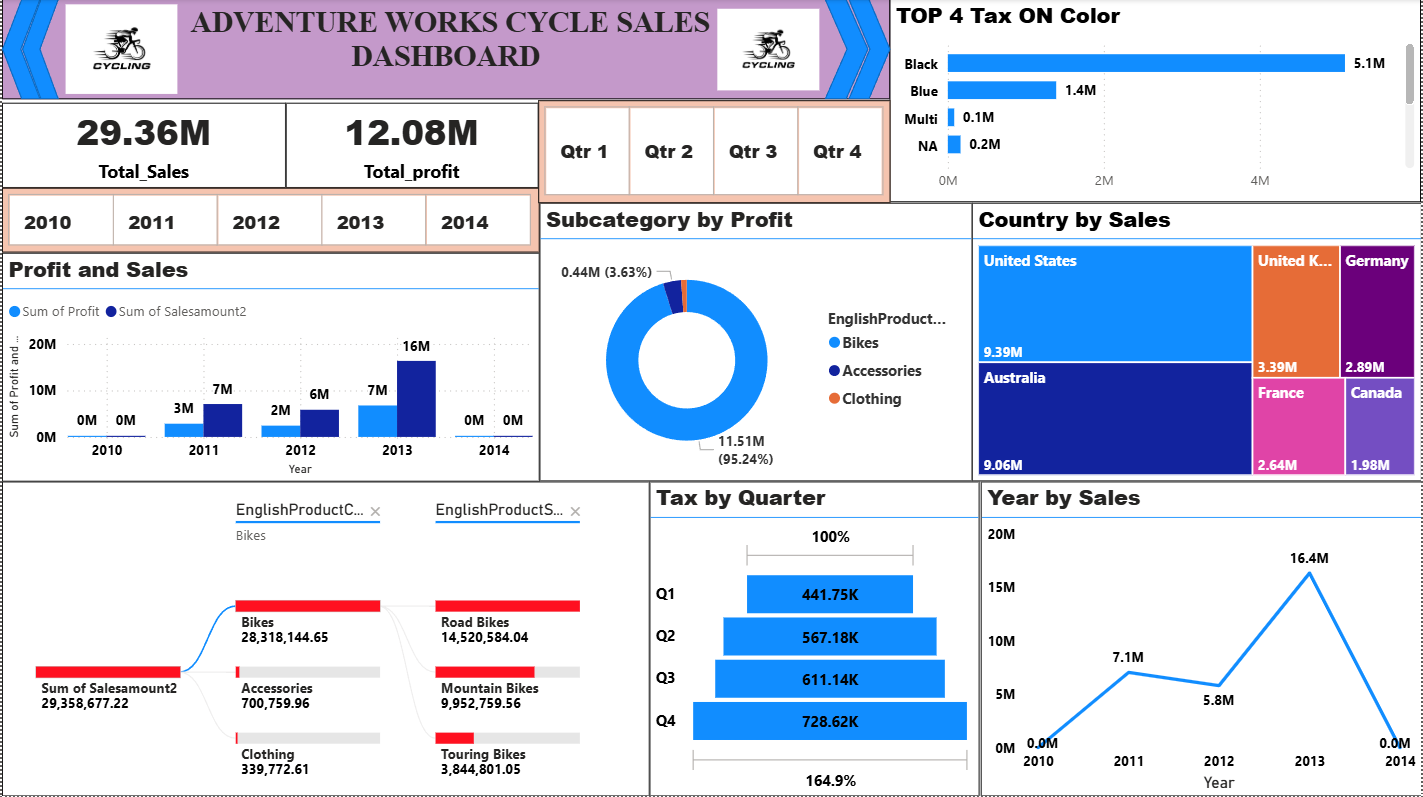 ADVENTURE WORKS CYCLE SALES
DASHBOARD
CYCLING
CYCLING
TOP 4 Tax ON Color
Black
5.1M
Blue
1.4M
Multi
0.1M
NA
0.2M
0M
2M
4M
29.36M
Total_Sales
12.08M
Total_profit
Qtr 1
Qtr 2
Qtr 3
Qtr 4
2010
2011
2012
2013
2014
Profit and Sales
Sum of Profit
Sum of Salesamount2
Sum of Profit and ...
20M
10M
0M
0M
0M
3M
7M
2M
6M
7M
16M
0M
0M
2010
2011
2012
2013
2014
Year
Subcategory by Profit
0.44M (3.63%)
11.51M
(95.24%)
EnglishProduct...
Bikes
Accessories
Clothing
Country by Sales
United States
9.39M
Australia
9.06M
United K...
3.39M
Germany
2.89M
France
2.64M
Canada
1.98M
EnglishProductC...
Bikes
EnglishProductS...
Sum of Salesamount2
29,358,677.22
Bikes
28,318,144.65
Accessories
700,759.96
Clothing
339,772.61
Road Bikes
14,520,584.04
Mountain Bikes
9,952,759.56
Touring Bikes
3,844,801.05
Tax by Quarter
100%
Q1
441.75K
Q2
567.18K
Q3
611.14K
Q4
728.62K
164.9%
Year by Sales
20M
15M
10M
5M
0M
0.0M
7.1M
5.8M
16.4M
0.0M
2010
2011
2012
2013
2014
Year